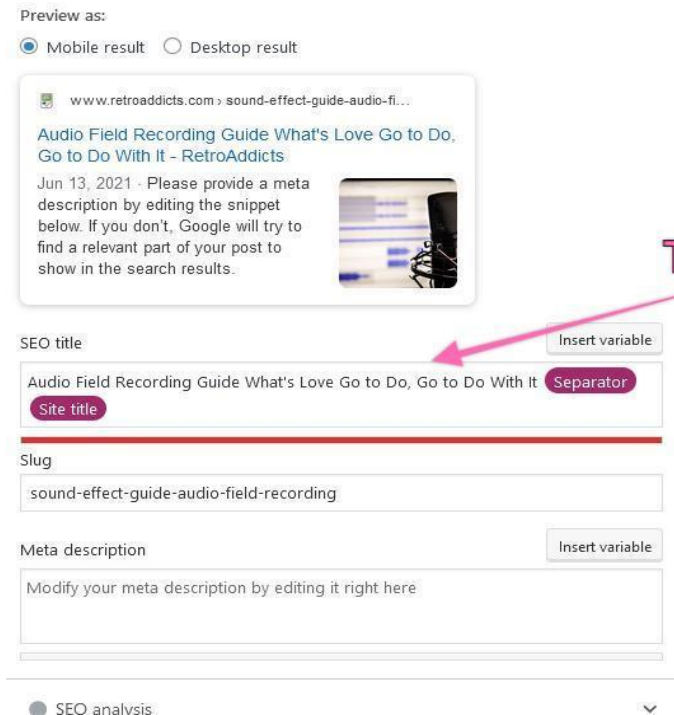 Preview as:
Mobile result Desktop result
www.retroaddicts.com › sound-effect-guide-audio-fi...
Audio Field Recording Guide What's Love Go to Do,
Go to Do With It - RetroAddicts
Jun 13, 2021 · Please provide a meta
description by editing the snippet
below. If you don't, Google will try to
find a relevant part of your post to
show in the search results.
T
SEO title Insert variable
Audio Field Recording Guide What's Love Go to Do, Go to Do With It Separator
Site title
Slug
sound-effect-guide-audio-field-recording
Meta description Insert variable
Modify your meta description by editing it right here
SEO analysis